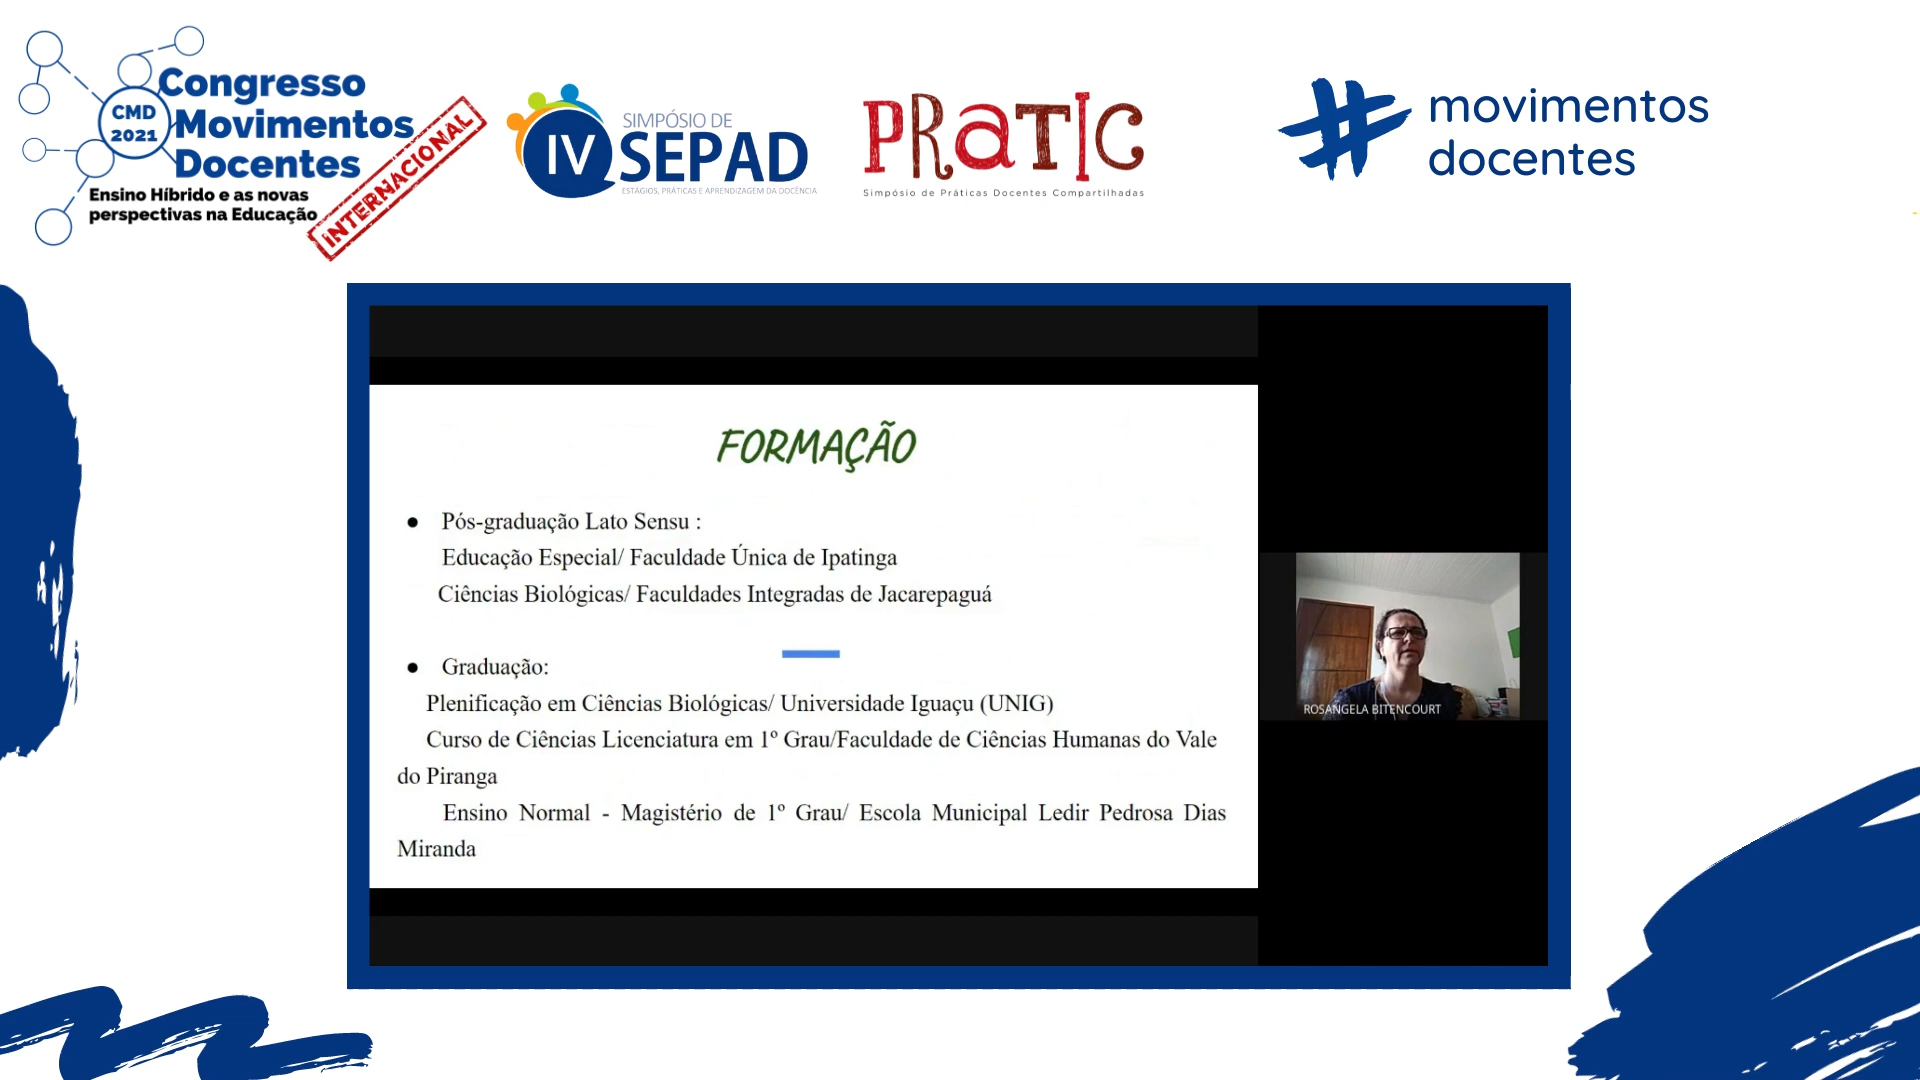 Congresso
Movimentos
Docentes
CMD
2021
Ensino Híbrido e as novas
perspectivas na Educação
INTERNACIONAL
IV
SIMPÓSIO DE
SEPAD
ESTÁGIOS, PRÁTICAS E APRENDIZAGEM DA DOCÊNCIA
PRATIC
Simpósio de Práticas Docentes Compartilhadas
# movimentos
docentes
FORMAÇÃO
● Pós-graduação Lato Sensu :
Educação Especial/ Faculdade Única de Ipatinga
Ciências Biológicas/ Faculdades Integradas de Jacarepaguá
● Graduação:
Plenificação em Ciências Biológicas/ Universidade Iguaçu (UNIG)
Curso de Ciências Licenciatura em 1º Grau/Faculdade de Ciências Humanas do Vale
do Piranga
Ensino Normal - Magistério de 1º Grau/ Escola Municipal Ledir Pedrosa Dias
Miranda
ROSANGELA BITENCOURT